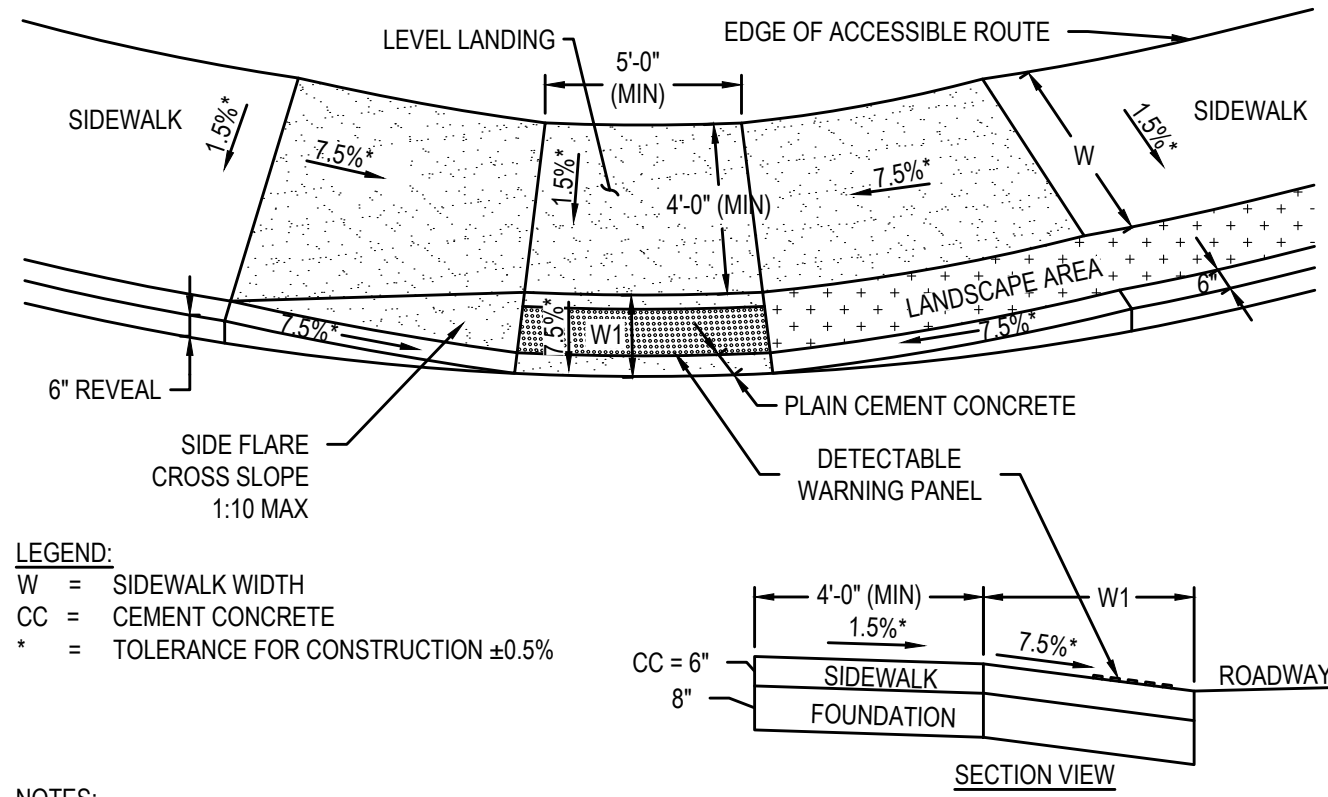 LEVEL LANDING
EDGE OF ACCESSIBLE ROUTE
5'-0"
(MIN)
SIDEWALK
1.5%*
7.5%*
1.5%*
4'-0" (MIN)
7.5%*
W
1.5%*
SIDEWALK
LANDSCAPE AREA
6"
7.5%*
7.5%*
W1
7.5%*
6" REVEAL
PLAIN CEMENT CONCRETE
SIDE FLARE
CROSS SLOPE
1:10 MAX
DETECTABLE
WARNING PANEL
LEGEND:
W = SIDEWALK WIDTH
CC = CEMENT CONCRETE
* = TOLERANCE FOR CONSTRUCTION ±0.5%
4'-0" (MIN)
W1
1.5%*
7.5%*
CC = 6"
SIDEWALK
ROADWAY
8"
FOUNDATION
SECTION VIEW
NOTES: